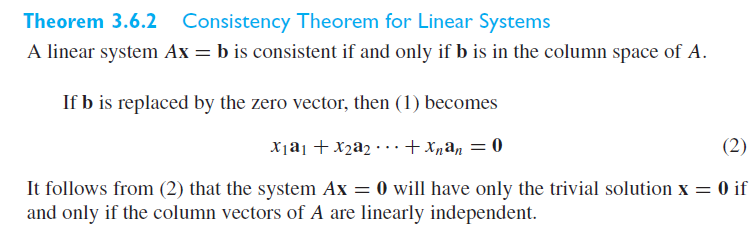 Theorem 3.6.2 Consistency Theorem for Linear Systems
A linear system Ax = b is consistent if and only if b is in the column space of A.
If b is replaced by the zero vector, then (1) becomes
x₁a₁ + x₂a₂ ⋯ + xₙaₙ = 0 (2)
It follows from (2) that the system Ax = 0 will have only the trivial solution x = 0 if
and only if the column vectors of A are linearly independent.